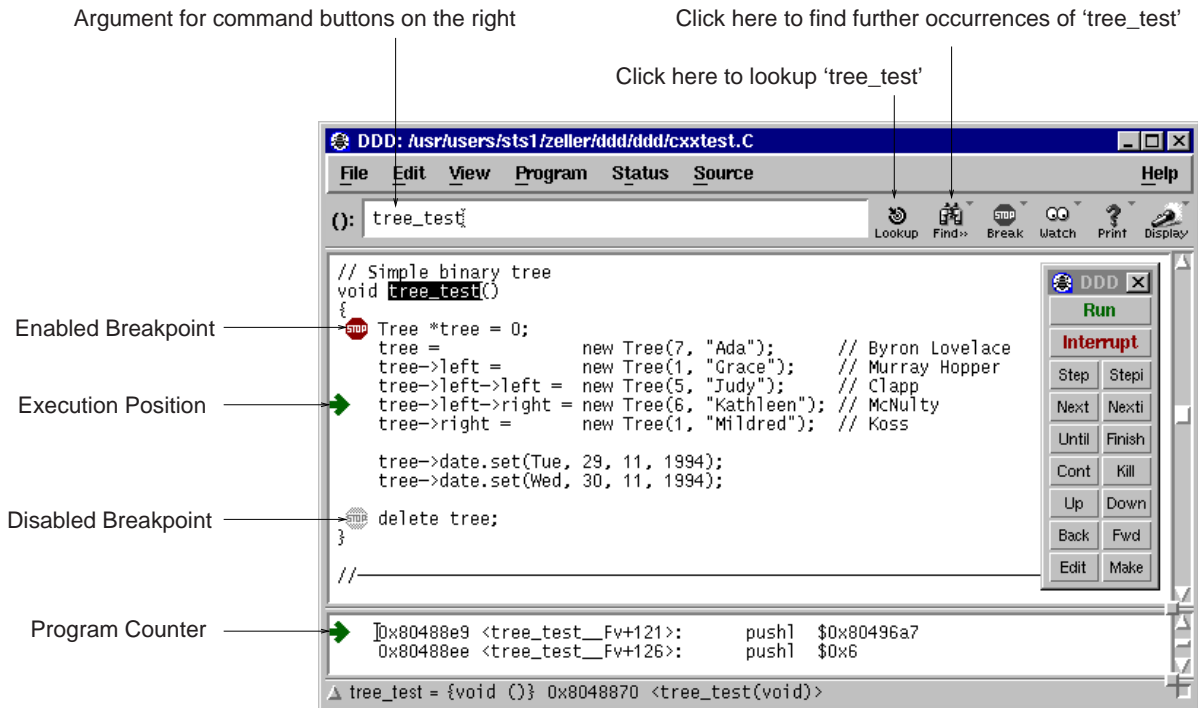 Argument for command buttons on the right
Click here to find further occurrences of ‘tree_test’
Click here to lookup ‘tree_test’
DDD: /usr/users/sts1/zeller/ddd/ddd/cxxtest.C
File Edit View Program Status Source Help
(): tree_test
Lookup Find» Break Watch Print Display
// Simple binary tree
void tree_test()
{
Enabled Breakpoint
STOP Tree *tree = 0;
tree = new Tree(7, "Ada"); // Byron Lovelace
tree->left = new Tree(1, "Grace"); // Murray Hopper
tree->left->left = new Tree(5, "Judy"); // Clapp
Execution Position
tree->left->right = new Tree(6, "Kathleen"); // McNulty
tree->right = new Tree(1, "Mildred"); // Koss
tree->date.set(Tue, 29, 11, 1994);
tree->date.set(Wed, 30, 11, 1994);
Disabled Breakpoint
STOP delete tree;
}
//
DDD
Run
Interrupt
Step Stepi
Next Nexti
Until Finish
Cont Kill
Up Down
Back Fwd
Edit Make
Program Counter
0x80488e9 <tree_test__Fv+121>: pushl $0x80496a7
0x80488ee <tree_test__Fv+126>: pushl $0x6
tree_test = {void ()} 0x8048870 <tree_test(void)>